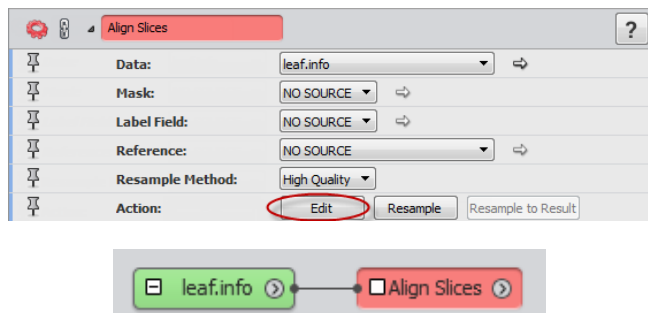 Align Slices ?
Data: leaf.info
Mask: NO SOURCE
Label Field: NO SOURCE
Reference: NO SOURCE
Resample Method: High Quality
Action: Edit Resample Resample to Result
leaf.info Align Slices